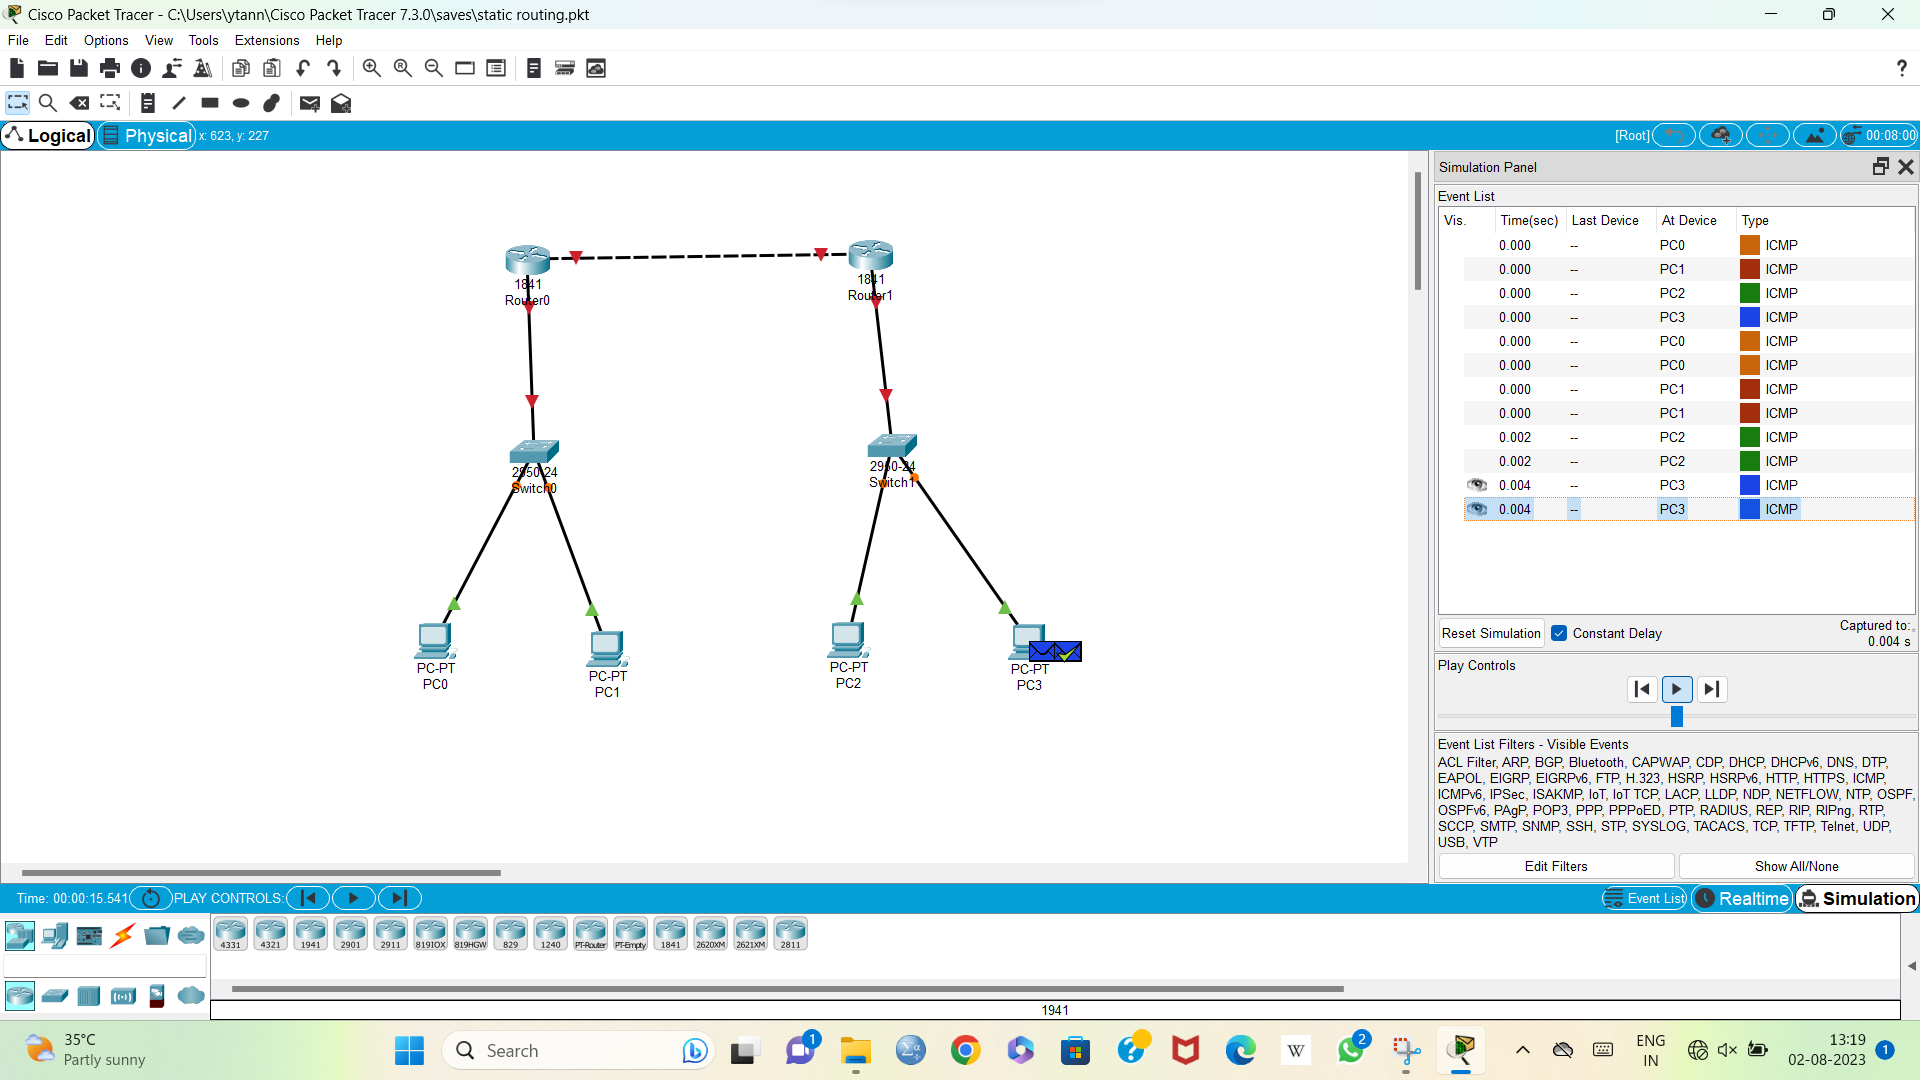 Cisco Packet Tracer - C:\Users\ytann\Cisco Packet Tracer 7.3.0\saves\static routing.pkt
File Edit Options View Tools Extensions Help
?
Logical Physical x: 623, y: 227 [Root] 00:08:00
Simulation Panel
Event List
Vis. Time(sec) Last Device At Device Type
0.000 -- PC0 ICMP
0.000 -- PC1 ICMP
0.000 -- PC2 ICMP
0.000 -- PC3 ICMP
0.000 -- PC0 ICMP
0.000 -- PC0 ICMP
0.000 -- PC1 ICMP
0.000 -- PC1 ICMP
0.002 -- PC2 ICMP
0.002 -- PC2 ICMP
0.004 -- PC3 ICMP
0.004 -- PC3 ICMP
1841
Router0
1841
Router1
2950-24
Switch0
2950-24
Switch1
PC-PT
PC0
PC-PT
PC1
PC-PT
PC2
PC-PT
PC3
Reset Simulation Constant Delay Captured to:
0.004 s
Play Controls
Event List Filters - Visible Events
ACL Filter, ARP, BGP, Bluetooth, CAPWAP, CDP, DHCP, DHCPv6, DNS, DTP,
EAPOL, EIGRP, EIGRPv6, FTP, H.323, HSRP, HSRPv6, HTTP, HTTPS, ICMP,
ICMPv6, IPSec, ISAKMP, IoT, IoT TCP, LACP, LLDP, NDP, NETFLOW, NTP, OSPF,
OSPFv6, PAgP, POP3, PPP, PPPoED, PTP, RADIUS, REP, RIP, RIPng, RTP,
SCCP, SMTP, SNMP, SSH, STP, SYSLOG, TACACS, TCP, TFTP, Telnet, UDP,
USB, VTP
Edit Filters Show All/None
Time: 00:00:15.541 PLAY CONTROLS: Event List Realtime Simulation
4331 4321 1941 2901 2911 819IOX 819HGW 829 1240 PT-Router PT-Empty 1841 2620XM 2621XM 2811
1941
35°C
Partly sunny
Search
1
W
2
ENG
IN
13:19
02-08-2023
1